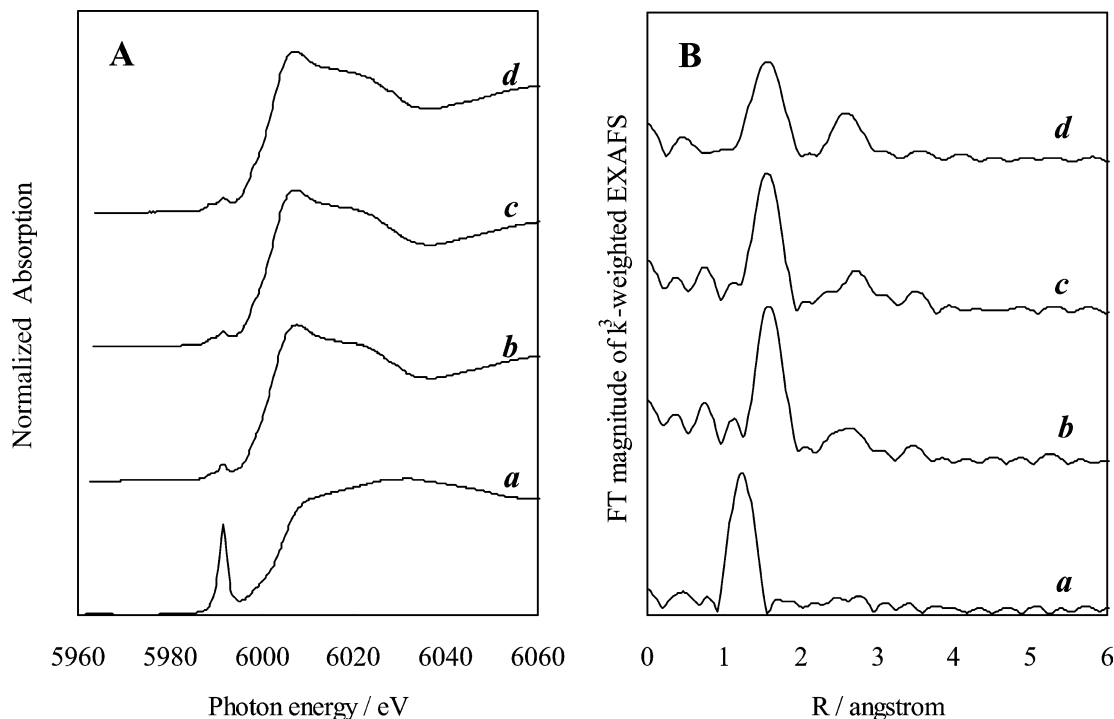 A
B
d
c
b
a
d
c
b
a
Normalized Absorption
FT magnitude of k³-weighted EXAFS
5960 5980 6000 6020 6040 6060
0 1 2 3 4 5 6
Photon energy / eV
R / angstrom